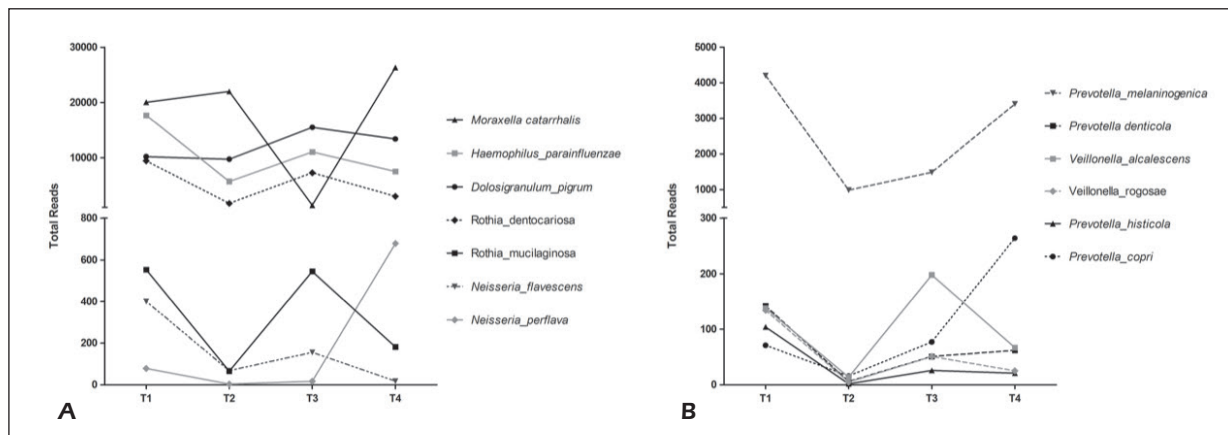 30000
20000
10000
800
600
400
200
0
Total Reads
T1 T2 T3 T4
Moraxella catarrhalis
Haemophilus_parainfluenzae
Dolosigranulum_pigrum
Rothia_dentocariosa
Rothia_mucilaginosa
Neisseria_flavescens
Neisseria_perflava
A
5000
4000
3000
2000
1000
300
200
100
0
Total Reads
T1 T2 T3 T4
Prevotella_melaninogenica
Prevotella denticola
Veillonella_alcalescens
Veillonella_rogosae
Prevotella_histicola
Prevotella_copri
B